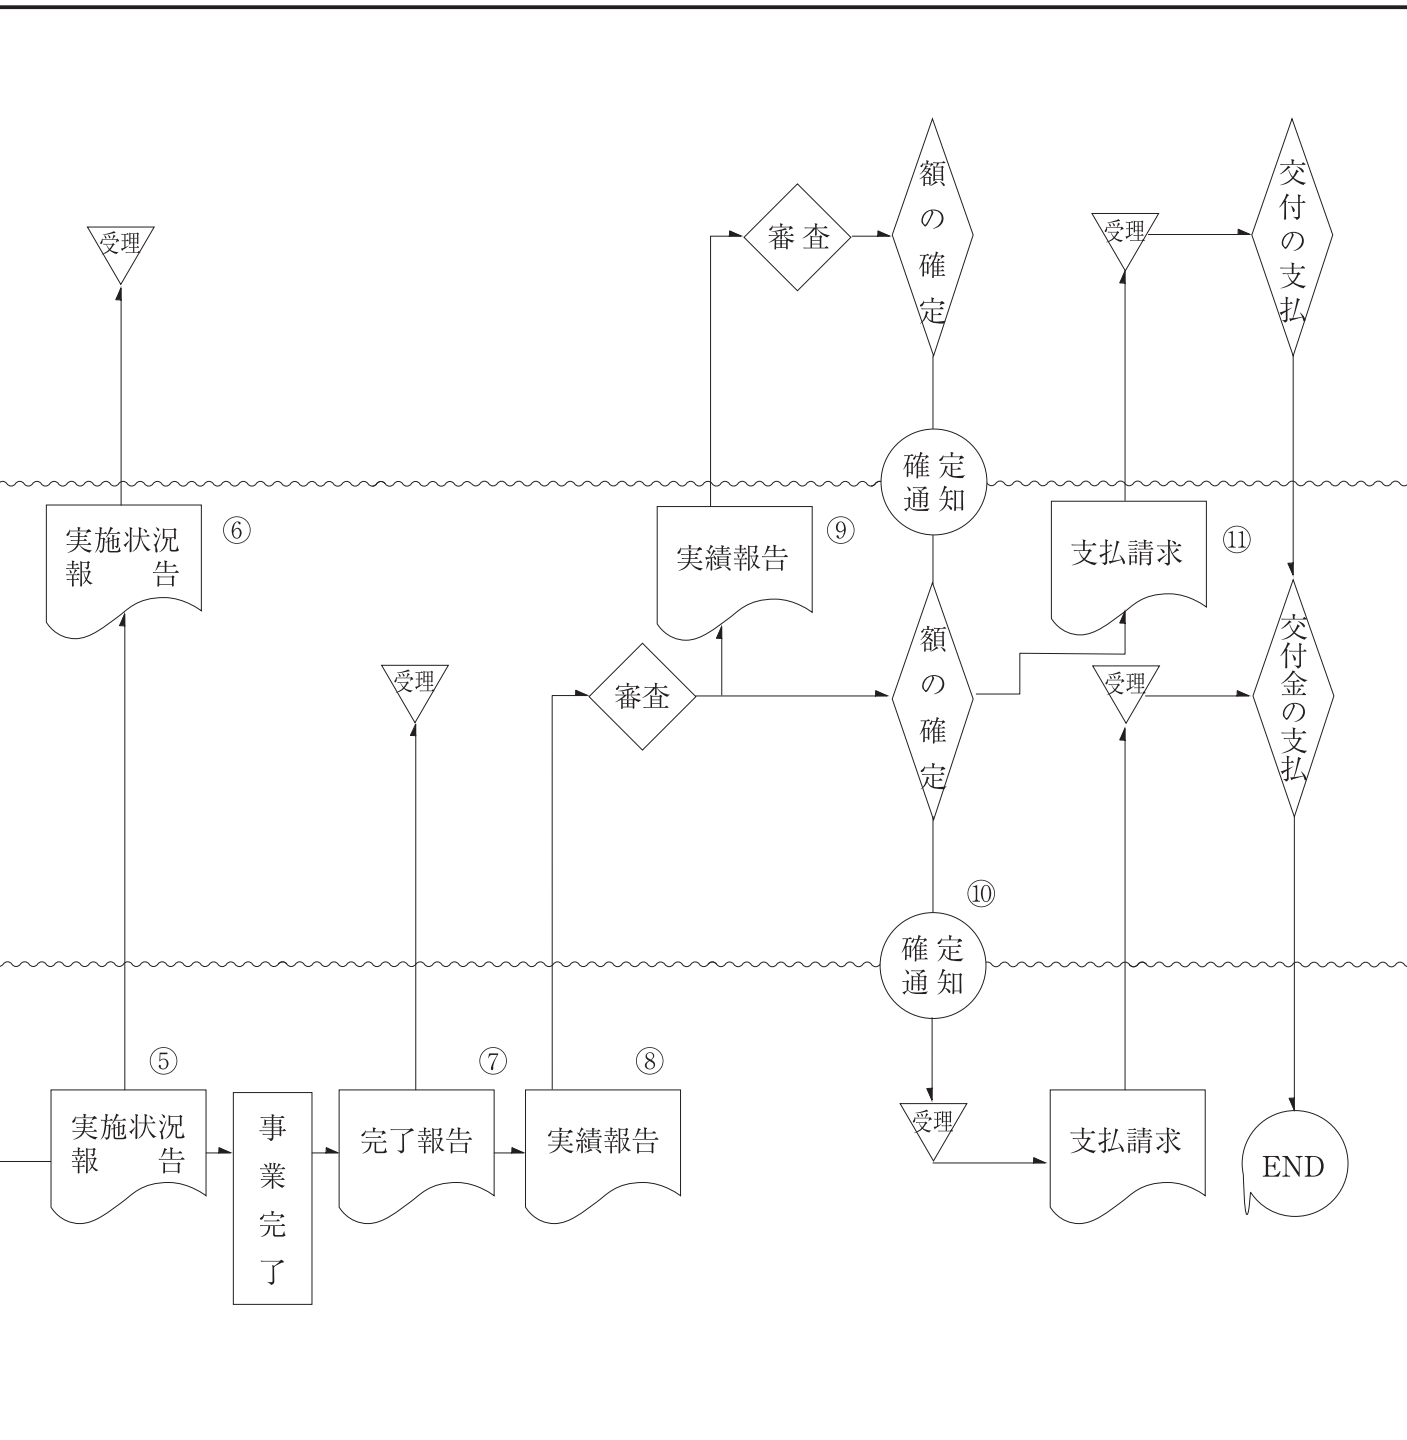 額の確定
交付の支払
受理
審査
受理
確定
通知
実施状況
報告
⑥
実績報告
⑨
支払請求
⑪
審査
額の確定
受理
受理
交付金の支払
⑩
確定
通知
⑤
実施状況
報告
事業完了
⑦
完了報告
⑧
実績報告
受理
支払請求
END